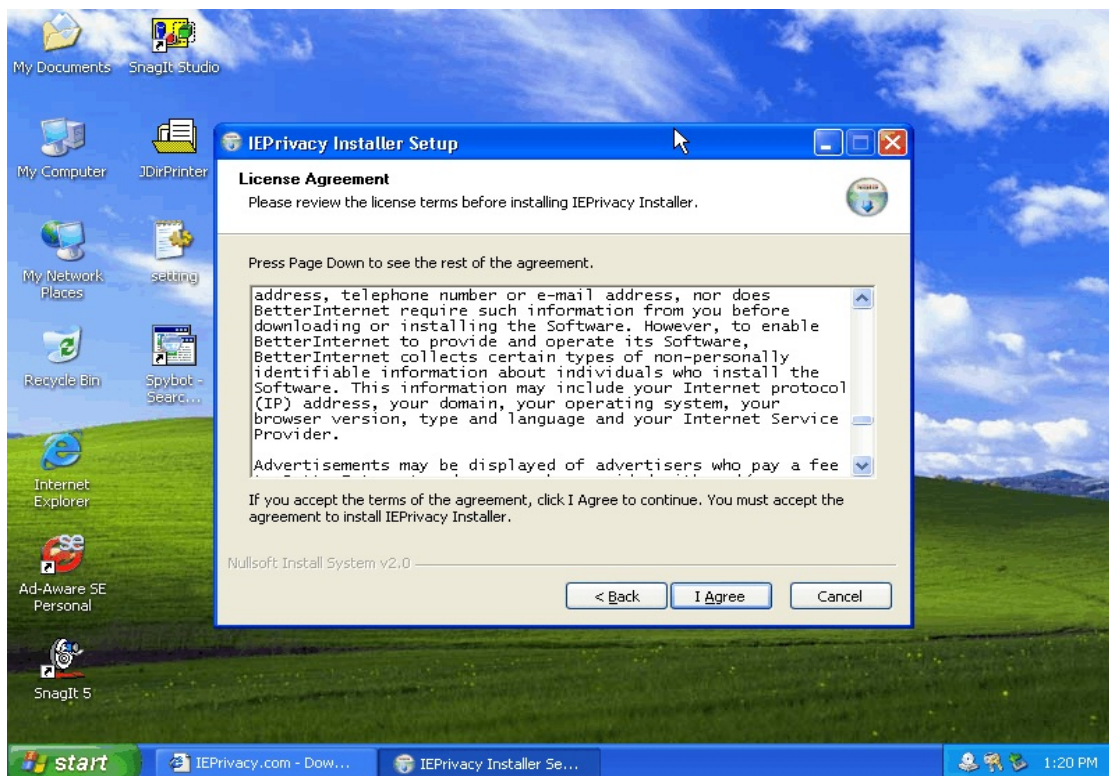 My Documents
SnagIt Studio
My Computer
JDirPrinter
My Network
Places
setting
Recycle Bin
Spybot -
Searc...
Internet
Explorer
Ad-Aware SE
Personal
SnagIt 5
IEPrivacy Installer Setup
License Agreement
Please review the license terms before installing IEPrivacy Installer.
Press Page Down to see the rest of the agreement.
address, telephone number or e-mail address, nor does
BetterInternet require such information from you before
downloading or installing the Software. However, to enable
BetterInternet to provide and operate its Software,
BetterInternet collects certain types of non-personally
identifiable information about individuals who install the
Software. This information may include your Internet protocol
(IP) address, your domain, your operating system, your
browser version, type and language and your Internet Service
Provider.
Advertisements may be displayed of advertisers who pay a fee
If you accept the terms of the agreement, click I Agree to continue. You must accept the
agreement to install IEPrivacy Installer.
Nullsoft Install System v2.0
< Back
I Agree
Cancel
start
IEPrivacy.com - Dow...
IEPrivacy Installer Se...
1:20 PM